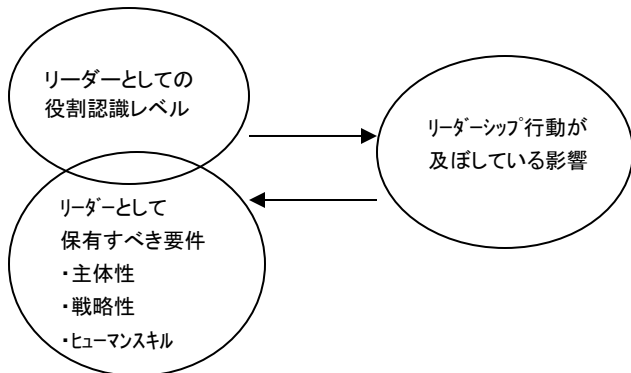 リーダーとしての
役割認識レベル
ﾘｰﾀﾞｰｼｯﾌﾟ行動が
及ぼしている影響
ﾘｰﾀﾞｰとして
保有すべき要件
・主体性
・戦略性
・ﾋｭｰﾏﾝｽｷﾙ